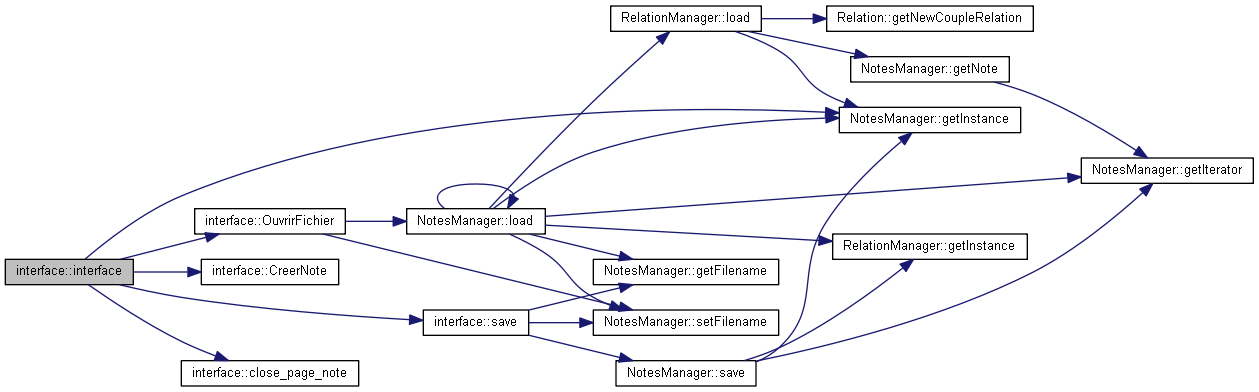 RelationManager::load
Relation::getNewCoupleRelation
NotesManager::getNote
NotesManager::getInstance
NotesManager::getIterator
interface::OuvrirFichier
NotesManager::load
RelationManager::getInstance
interface::interface
interface::CreerNote
NotesManager::getFilename
interface::save
NotesManager::setFilename
interface::close_page_note
NotesManager::save